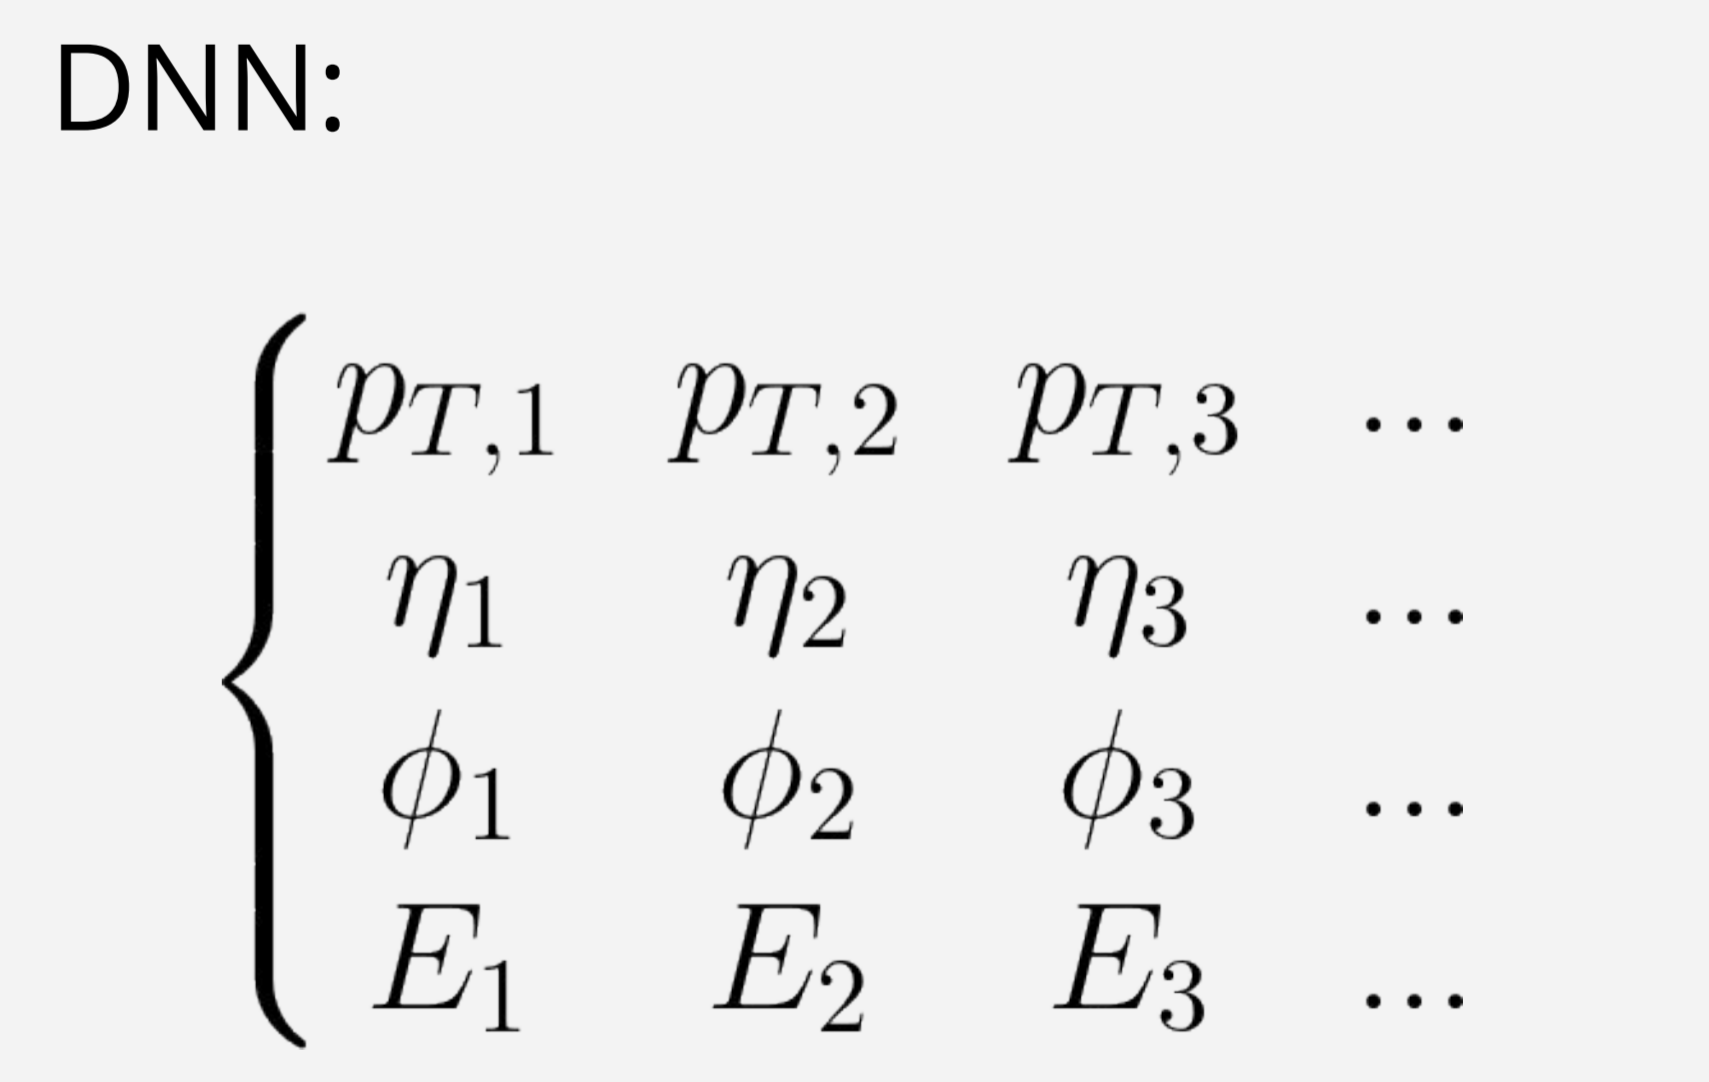 DNN:
p_{T,1} p_{T,2} p_{T,3} ⋯
η_1 η_2 η_3 ⋯
ϕ_1 ϕ_2 ϕ_3 ⋯
E_1 E_2 E_3 ⋯